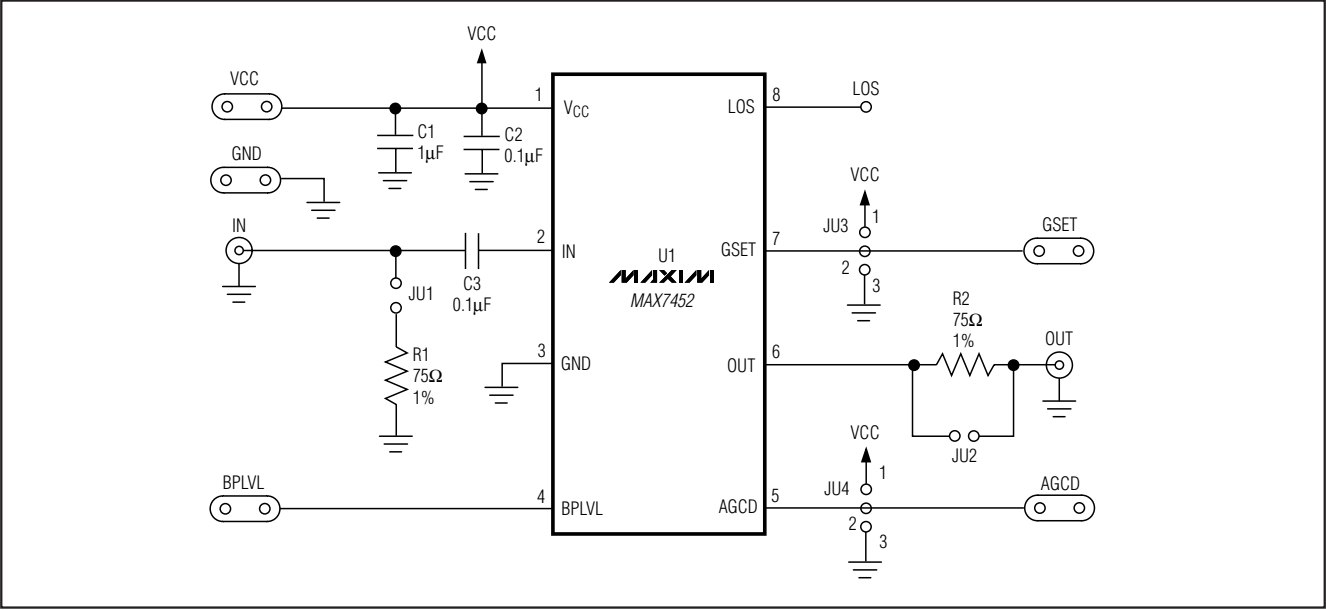 VCC
VCC
1
VCC
C1
1µF
C2
0.1µF
GND
IN
2
IN
C3
0.1µF
JU1
R1
75Ω
1%
3
GND
BPLVL
4
BPLVL
U1
MAXIM
MAX7452
8
LOS
LOS
VCC
JU3
1
2
3
7
GSET
GSET
R2
75Ω
1%
6
OUT
OUT
JU2
VCC
JU4
1
2
3
5
AGCD
AGCD